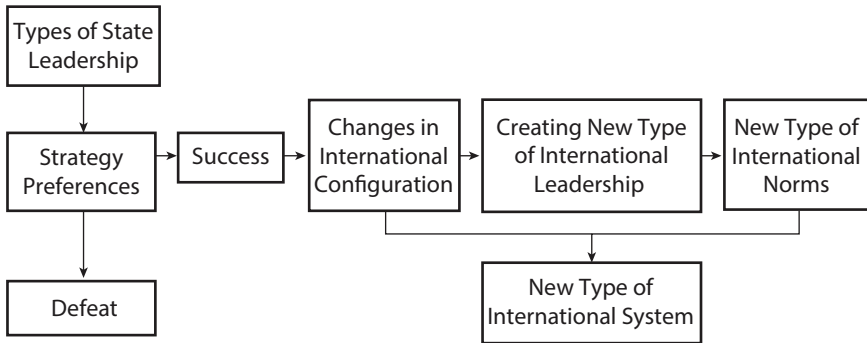 Types of State
Leadership
Strategy
Preferences
Success
Changes in
International
Configuration
Creating New Type
of International
Leadership
New Type of
International
Norms
Defeat
New Type of
International System